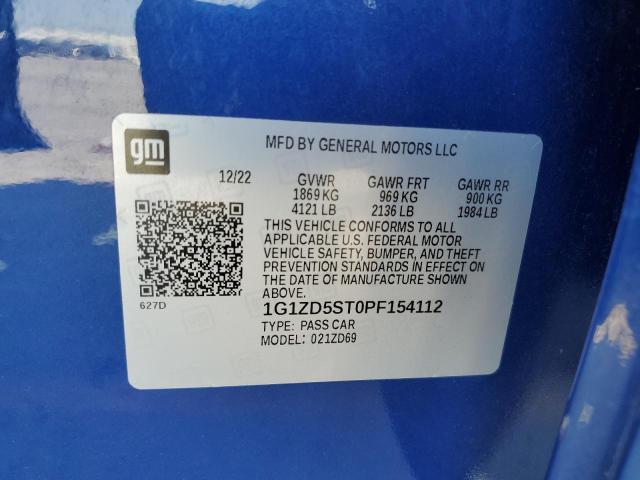 gm
MFD BY GENERAL MOTORS LLC
12/22 GVWR GAWR FRT GAWR RR
1869 KG 969 KG 900 KG
4121 LB 2136 LB 1984 LB
THIS VEHICLE CONFORMS TO ALL
APPLICABLE U.S. FEDERAL MOTOR
VEHICLE SAFETY, BUMPER, AND THEFT
PREVENTION STANDARDS IN EFFECT ON
THE DATE OF MANUFACTURE SHOWN
ABOVE.
627D
1G1ZD5ST0PF154112
TYPE: PASS CAR
MODEL: 021ZD69